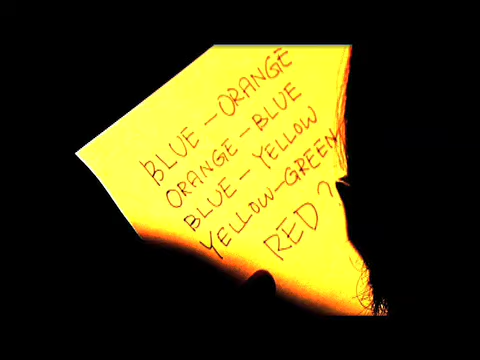 BLUE - ORANGE
ORANGE - BLUE
BLUE - YELLOW
YELLOW - GREEN
RED?